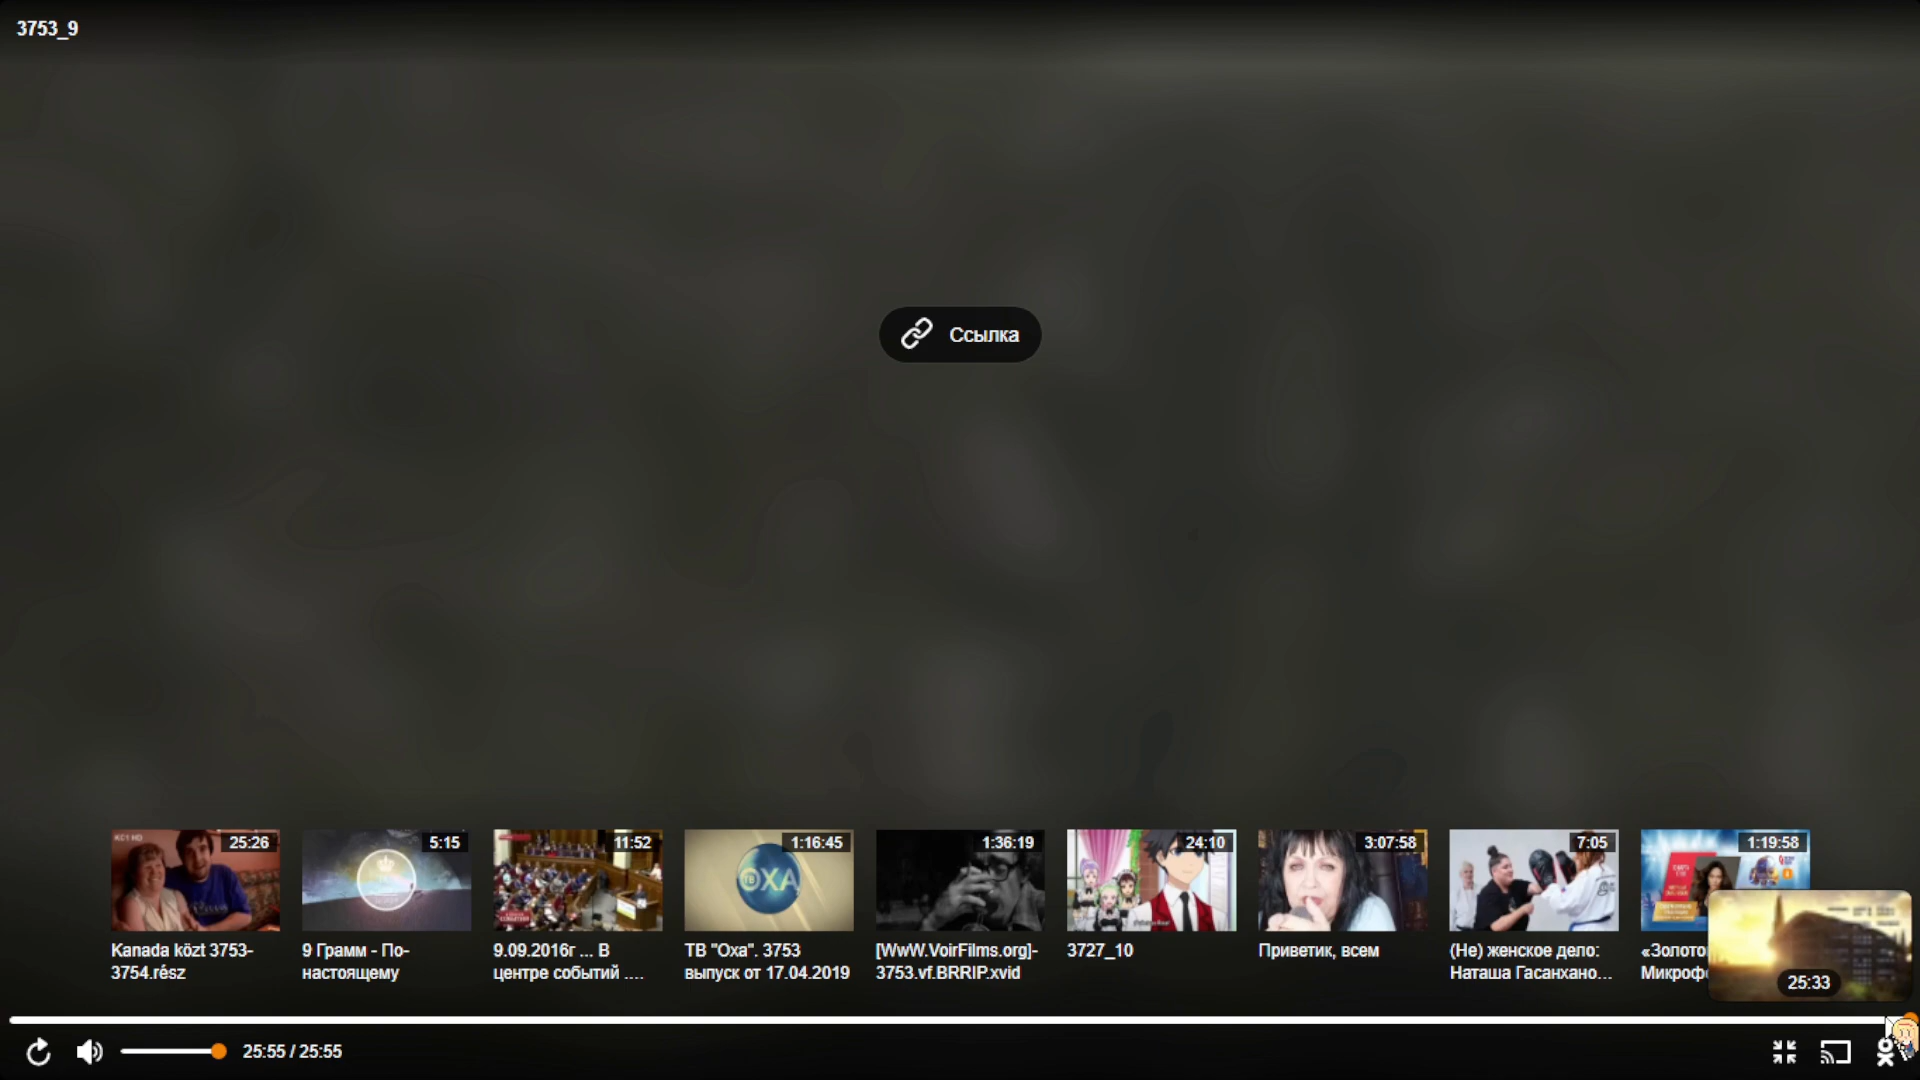 3753_9
Ссылка
25:26
5:15
11:52
1:16:45
1:36:19
24:10
3:07:58
7:05
1:19:58
Kanada közt 3753-
3754.rész
9 Грамм - По-
настоящему
9.09.2016г ... В
центре событий ....
ТВ "Оха". 3753
выпуск от 17.04.2019
[WwW.VoirFilms.org]-
3753.vf.BRRIP.xvid
3727_10
Приветик, всем
(Не) женское дело:
Наташа Гасанхано...
25:33
25:55 / 25:55